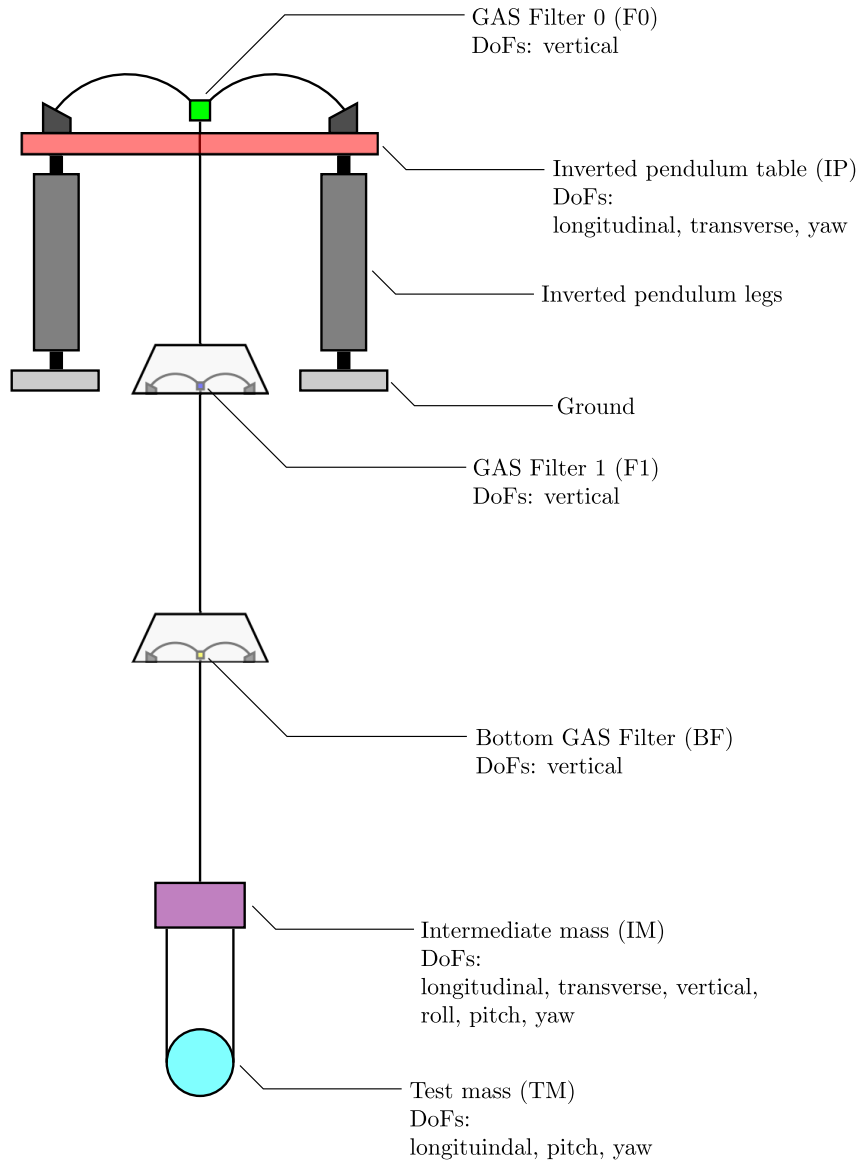 GAS Filter 0 (F0)
DoFs: vertical
Inverted pendulum table (IP)
DoFs:
longitudinal, transverse, yaw
Inverted pendulum legs
Ground
GAS Filter 1 (F1)
DoFs: vertical
Bottom GAS Filter (BF)
DoFs: vertical
Intermediate mass (IM)
DoFs:
longitudinal, transverse, vertical,
roll, pitch, yaw
Test mass (TM)
DoFs:
longituindal, pitch, yaw